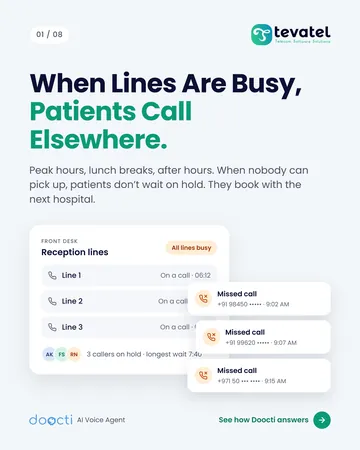 01 / 08
tevatel
Telecom. Software. Solutions
When Lines Are Busy,
Patients Call
Elsewhere.
Peak hours, lunch breaks, after hours. When nobody can
pick up, patients don't wait on hold. They book with the
next hospital.
FRONT DESK
Reception lines
All lines busy
Line 1
On a call · 06:12
Line 2
On a call
Line 3
On a call ·
Missed call
+91 98450 ••••• · 9:02 AM
Missed call
+91 99620 ••••• · 9:07 AM
Missed call
+971 50 ••• •••• · 9:15 AM
AK FS RN 3 callers on hold · longest wait 7:40
doocti AI Voice Agent
See how Doocti answers